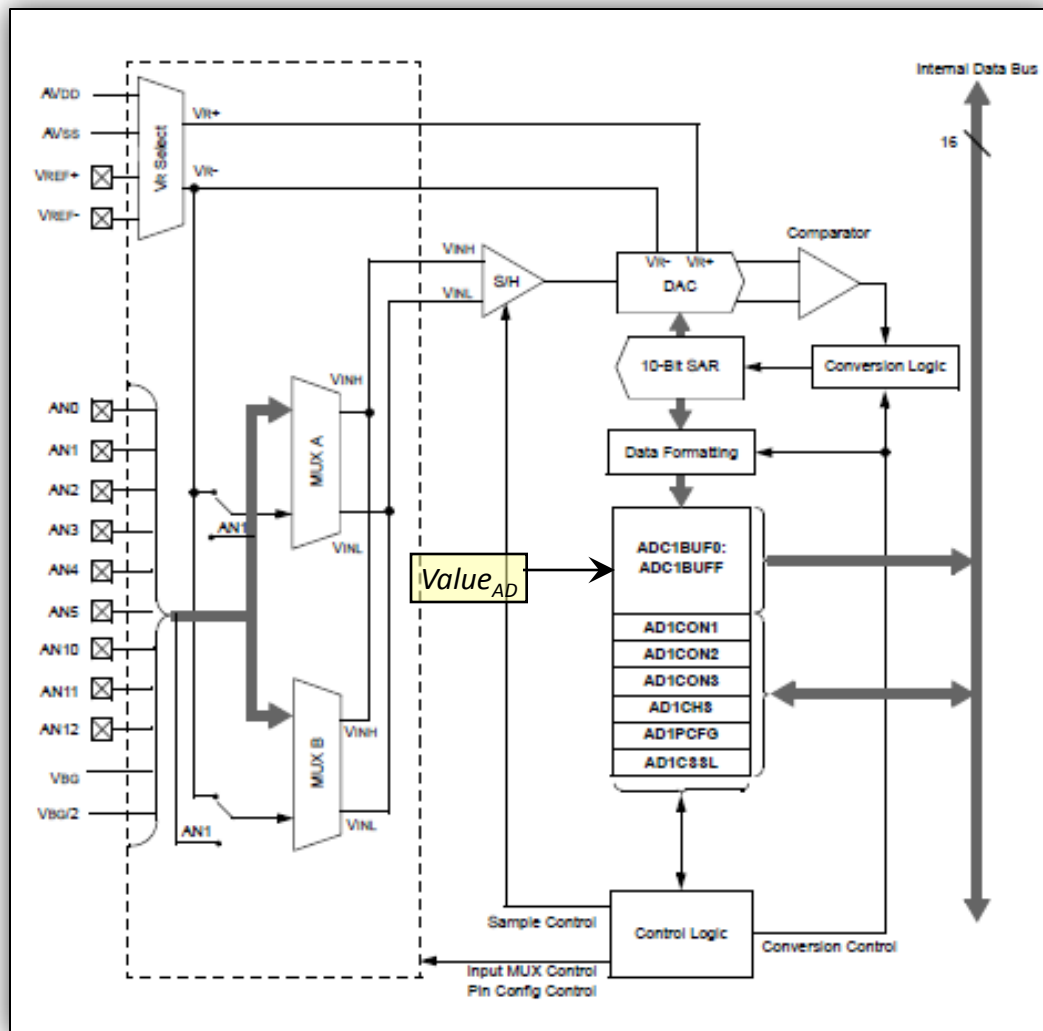 Internal Data Bus
AVDD
AVSS
VREF+
VREF-
VR Select
VR+
VR-
16
Comparator
VINH
VINL
S/H
VR- VR+
DAC
10-Bit SAR
Conversion Logic
Data Formatting
VINH
MUX A
VINL
AN0
AN1
AN2
AN3
AN4
AN5
AN10
AN11
AN12
VBG
VBG/2
AN1
ValueAD
ADC1BUF0:
ADC1BUFF
AD1CON1
AD1CON2
AD1CON3
AD1CHS
AD1PCFG
AD1CSSL
MUX B
VINH
VINL
AN1
Sample Control
Control Logic
Conversion Control
Input MUX Control
Pin Config Control